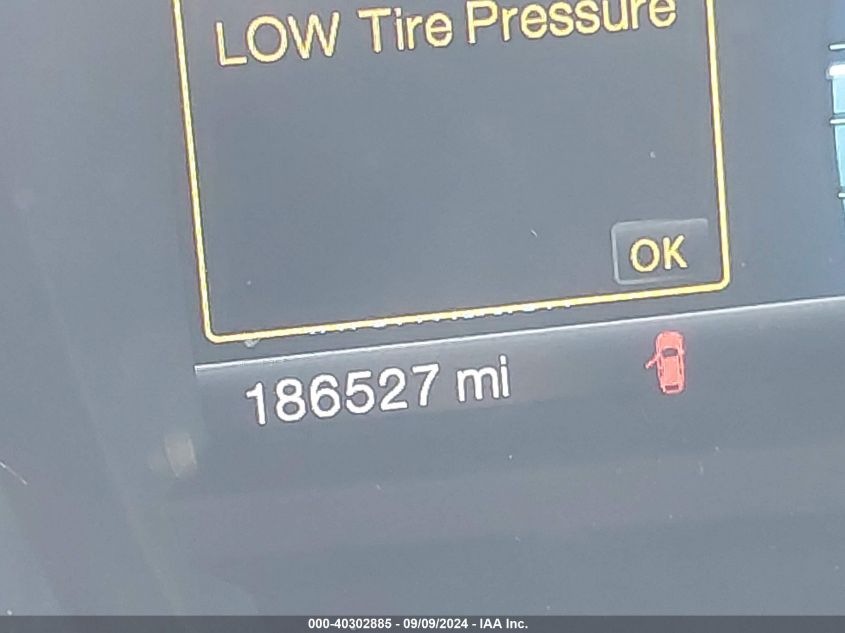 LOW Tire Pressure
OK
186527 mi
000-40302885 - 09/09/2024 - IAA Inc.